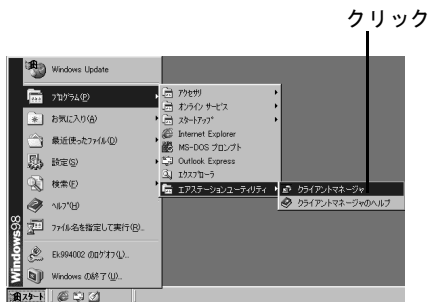 クリック
Windows Update
プログラム(P)
お気に入り(A)
最近使ったファイル(D)
設定(S)
検索(E)
ヘルプ(H)
ファイル名を指定して実行(R)...
Ek994002 のログオフ(L)...
Windows の終了(U)...
Windows98
スタート
アクセサリ
オンライン サービス
スタートアップ
Internet Explorer
MS-DOS プロンプト
Outlook Express
エクスプローラ
エアステーションユーティリティ
クライアントマネージャ
クライアントマネージャのヘルプ